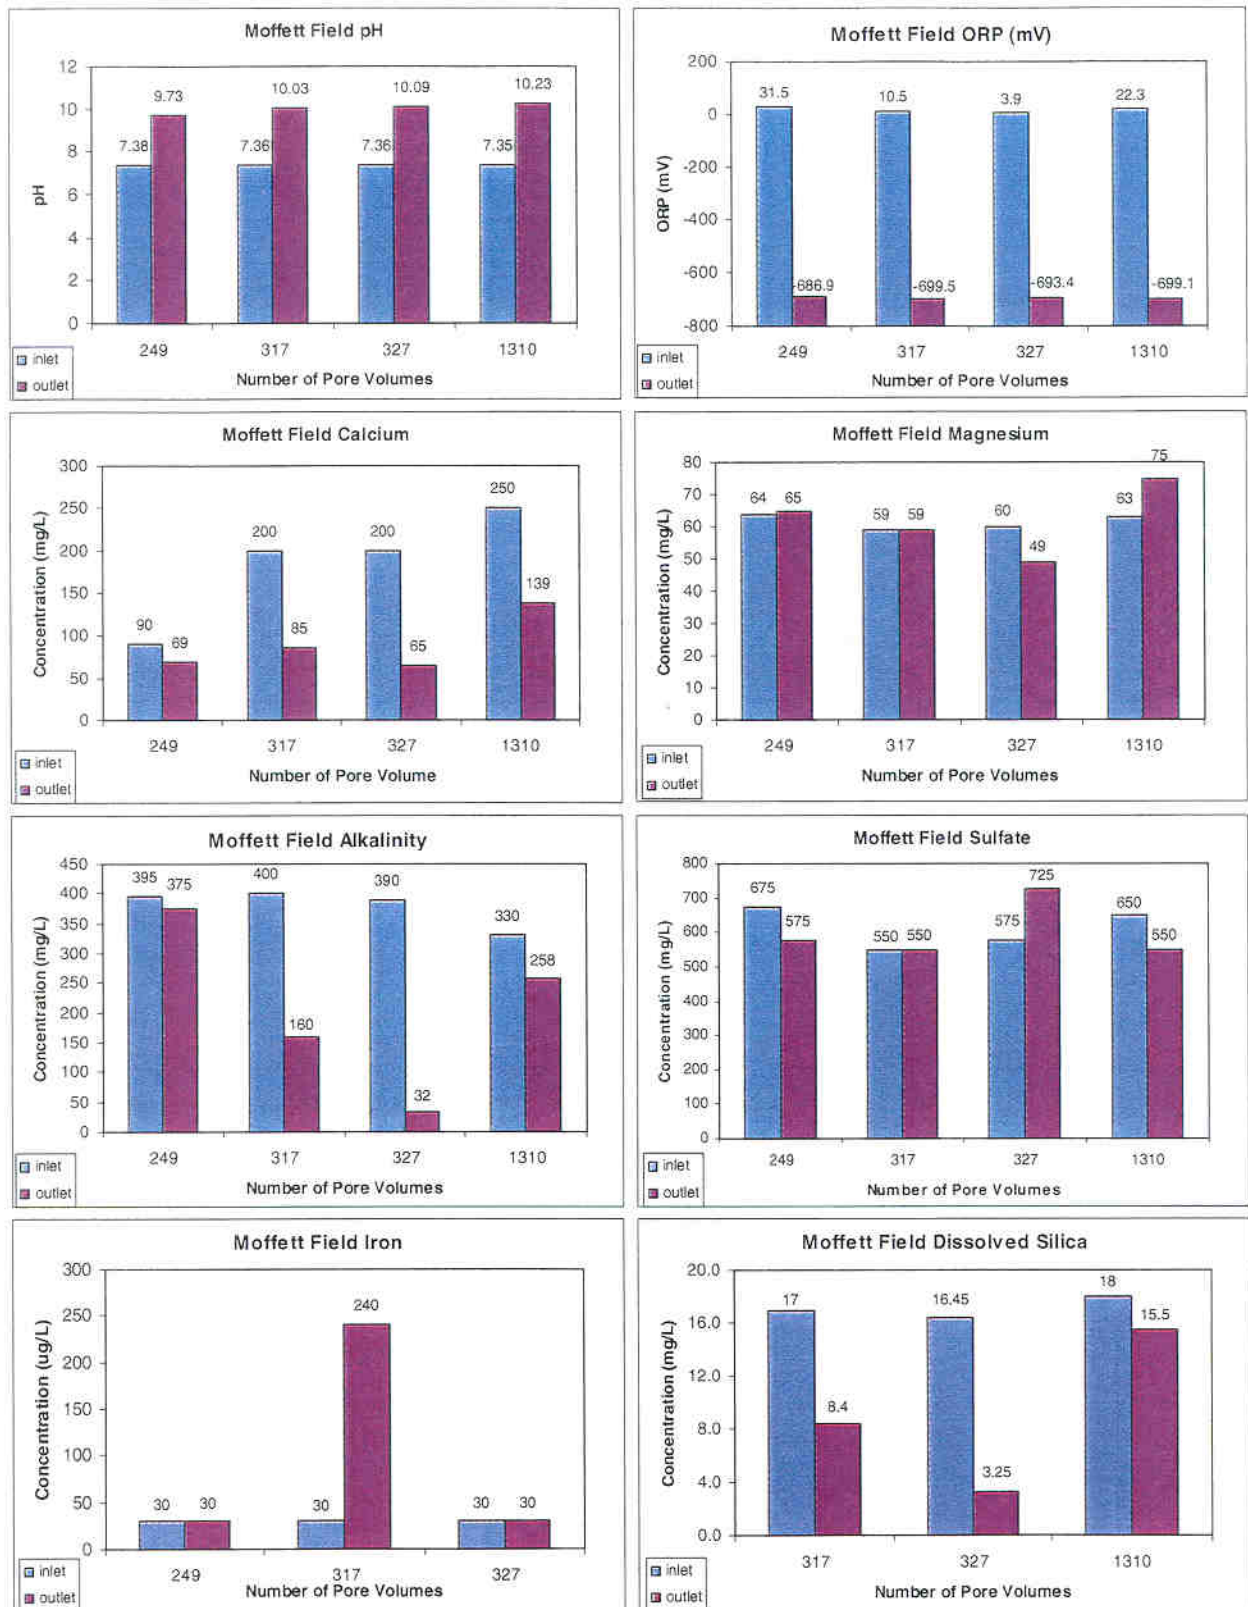 Moffett Field pH
12
10
8
6
4
2
0
pH
7.38 9.73 7.36 10.03 7.36 10.09 7.35 10.23
249 317 327 1310
Number of Pore Volumes
inlet
outlet
Moffett Field ORP (mV)
200
0
-200
-400
-600
-800
ORP (mV)
31.5 10.5 3.9 22.3
-686.9 -699.5 -693.4 -699.1
249 317 327 1310
Number of Pore Volumes
inlet
outlet
Moffett Field Calcium
300
250
200
150
100
50
0
Concentration (mg/L)
90 69 200 85 200 65 250 139
249 317 327 1310
Number of Pore Volume
inlet
outlet
Moffett Field Magnesium
80
70
60
50
40
30
20
10
0
Concentration (mg/L)
64 65 59 59 60 49 63 75
249 317 327 1310
Number of Pore Volumes
inlet
outlet
Moffett Field Alkalinity
450
400
350
300
250
200
150
100
50
0
Concentration (mg/L)
395 375 400 160 390 32 330 258
249 317 327 1310
Number of Pore Volumes
inlet
outlet
Moffett Field Sulfate
800
700
600
500
400
300
200
100
0
Concentration (mg/L)
675 575 550 550 575 725 650 550
249 317 327 1310
Number of Pore Volumes
inlet
outlet
Moffett Field Iron
300
250
200
150
100
50
0
Concentration (ug/L)
30 30 30 240 30 30
249 317 327
Number of Pore Volumes
inlet
outlet
Moffett Field Dissolved Silica
20.0
16.0
12.0
8.0
4.0
0.0
Concentration (mg/L)
17 8.4 16.45 3.25 18 15.5
317 327 1310
Number of Pore Volumes
inlet
outlet